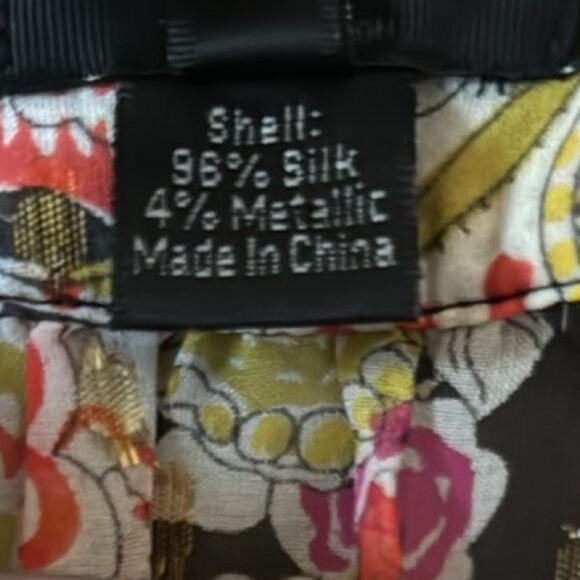 Shell:
96% Silk
4% Metallic
Made In China